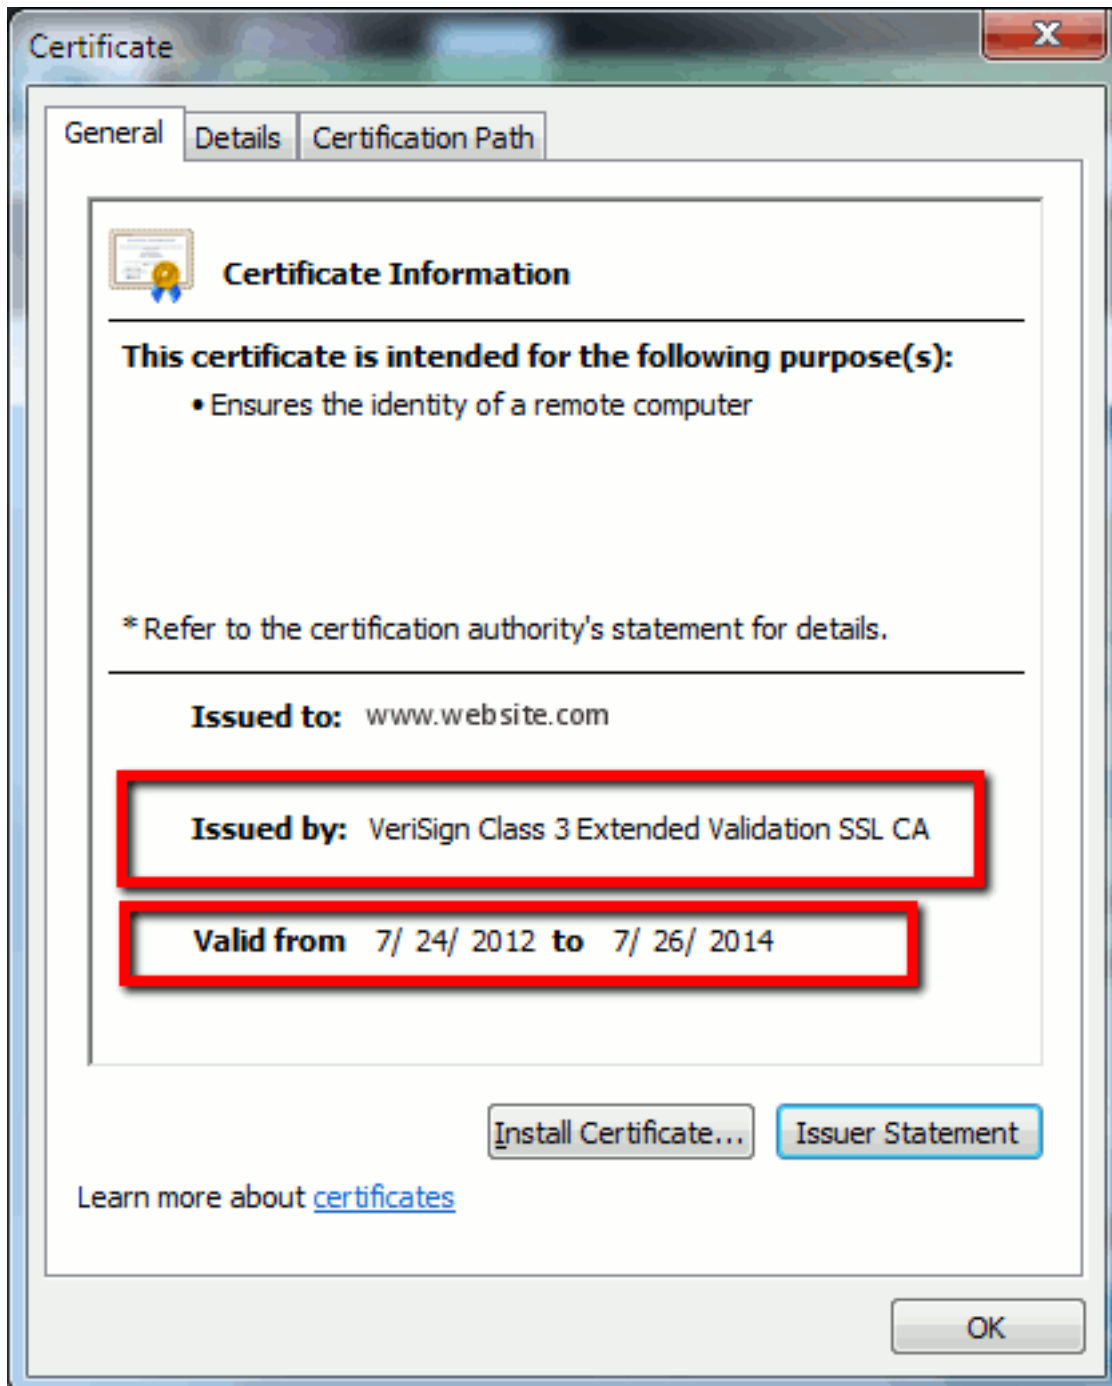 Certificate
General
Details
Certification Path
Certificate Information
This certificate is intended for the following purpose(s):
• Ensures the identity of a remote computer
* Refer to the certification authority's statement for details.
Issued to: www.website.com
Issued by: VeriSign Class 3 Extended Validation SSL CA
Valid from 7/ 24/ 2012 to 7/ 26/ 2014
Install Certificate...
Issuer Statement
Learn more about certificates
OK